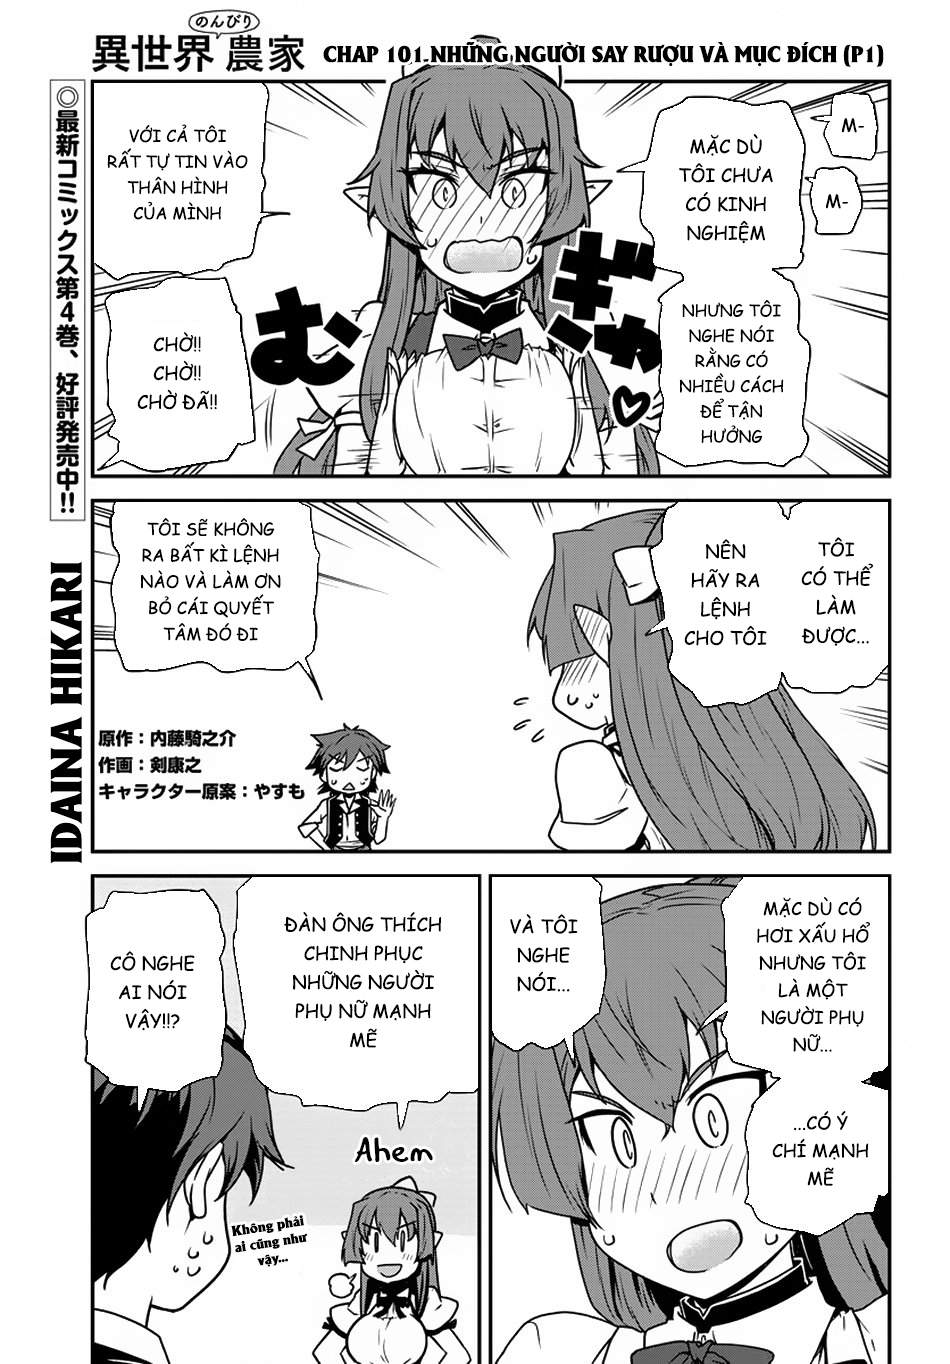 のんびり
異世界 農家
CHAP 101. NHỮNG NGƯỜI SAY RƯỢU VÀ MỤC ĐÍCH (P1)
◎最新コミックス第4巻、好評発売中!!
IDAINA HIKARI
M-
M-
MẶC DÙ
TÔI CHƯA
CÓ KINH
NGHIỆM
NHƯNG TÔI
NGHE NÓI
RẰNG CÓ
NHIỀU CÁCH
ĐỂ TẬN
HƯỞNG
ぎゅ♡
む
VỚI CẢ TÔI
RẤT TỰ TIN VÀO
THÂN HÌNH
CỦA MÌNH
CHỜ!!
CHỜ!!
CHỜ ĐÃ!!
TÔI
CÓ THỂ
LÀM
ĐƯỢC...
NÊN
HÃY RA
LỆNH
CHO TÔI
TÔI SẼ KHÔNG
RA BẤT KÌ LỆNH
NÀO VÀ LÀM ƠN
BỎ CÁI QUYẾT
TÂM ĐÓ ĐI
原作：内藤騎之介
作画：剣康之
キャラクター原案：やすも
MẶC DÙ CÓ
HƠI XẤU HỔ
NHƯNG TÔI
LÀ MỘT
NGƯỜI PHỤ
NỮ...
...CÓ Ý
CHÍ MẠNH
MẼ
VÀ TÔI
NGHE
NÓI...
ĐÀN ÔNG THÍCH
CHINH PHỤC
NHỮNG NGƯỜI
PHỤ NỮ MẠNH
MẼ
Ahem
CÔ NGHE
AI NÓI
VẬY!!?
Không phải
ai cũng như
vậy...